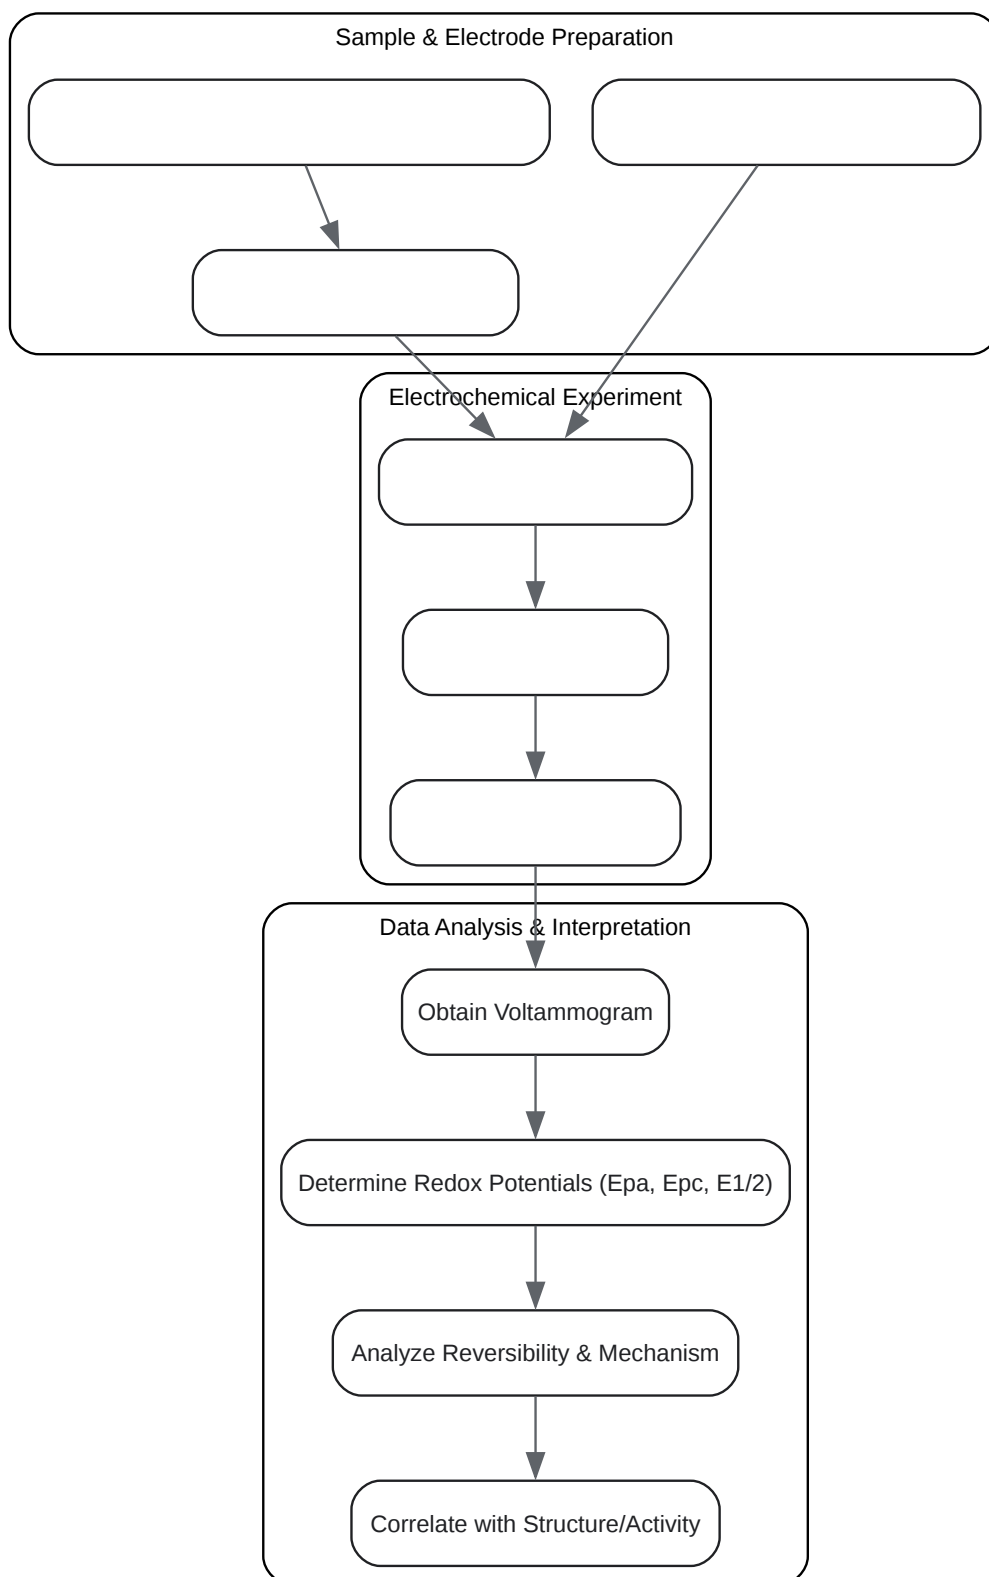 Sample & Electrode Preparation
Electrochemical Experiment
Data Analysis & Interpretation
Obtain Voltammogram
Determine Redox Potentials (Epa, Epc, E1/2)
Analyze Reversibility & Mechanism
Correlate with Structure/Activity